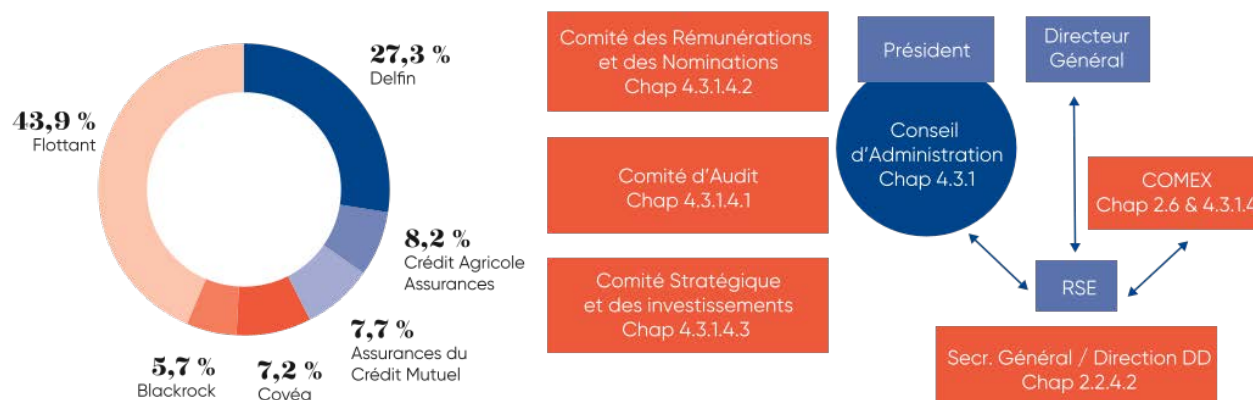 27,3 %
Delfin
43,9 %
Flottant
8,2 %
Crédit Agricole
Assurances
7,7 %
Assurances du
Crédit Mutuel
7,2 %
Covéa
5,7 %
Blackrock
Comité des Rémunérations
et des Nominations
Chap 4.3.1.4.2
Comité d'Audit
Chap 4.3.1.4.1
Comité Stratégique
et des investissements
Chap 4.3.1.4.3
Président
Conseil
d'Administration
Chap 4.3.1
Directeur
Général
COMEX
Chap 2.6 & 4.3.1.4
RSE
Secr. Général / Direction DD
Chap 2.2.4.2